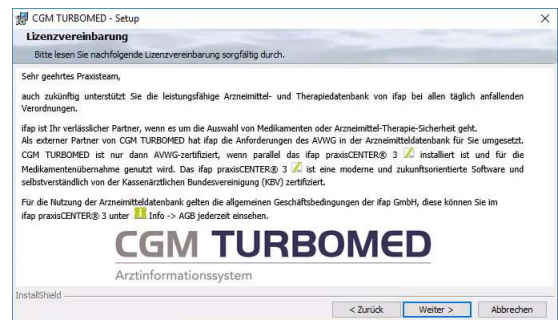 CGM TURBOMED - Setup
Lizenzvereinbarung
Bitte lesen Sie nachfolgende Lizenzvereinbarung sorgfältig durch.
Sehr geehrtes Praxisteam,
auch zukünftig unterstützt Sie die leistungsfähige Arzneimittel- und Therapiedatenbank von ifap bei allen täglich anfallenden
Verordnungen.
ifap ist Ihr verlässlicher Partner, wenn es um die Auswahl von Medikamenten oder Arzneimittel-Therapie-Sicherheit geht.
Als externer Partner von CGM TURBOMED hat ifap die Anforderungen des AVWG in der Arzneimitteldatenbank für Sie umgesetzt.
CGM TURBOMED ist nur dann AVWG-zertifiziert, wenn parallel das ifap praxisCENTER® 3 installiert ist und für die
Medikamentenübernahme genutzt wird. Das ifap praxisCENTER® 3 ist eine moderne und zukunftsorientierte Software und
selbstverständlich von der Kassenärztlichen Bundesvereinigung (KBV) zertifiziert.
Für die Nutzung der Arzneimitteldatenbank gelten die allgemeinen Geschäftsbedingungen der ifap GmbH, diese können Sie im
ifap praxisCENTER® 3 unter Info -> AGB jederzeit einsehen.
CGM TURBOMED
Arztinformationssystem
InstallShield
< Zurück Weiter > Abbrechen